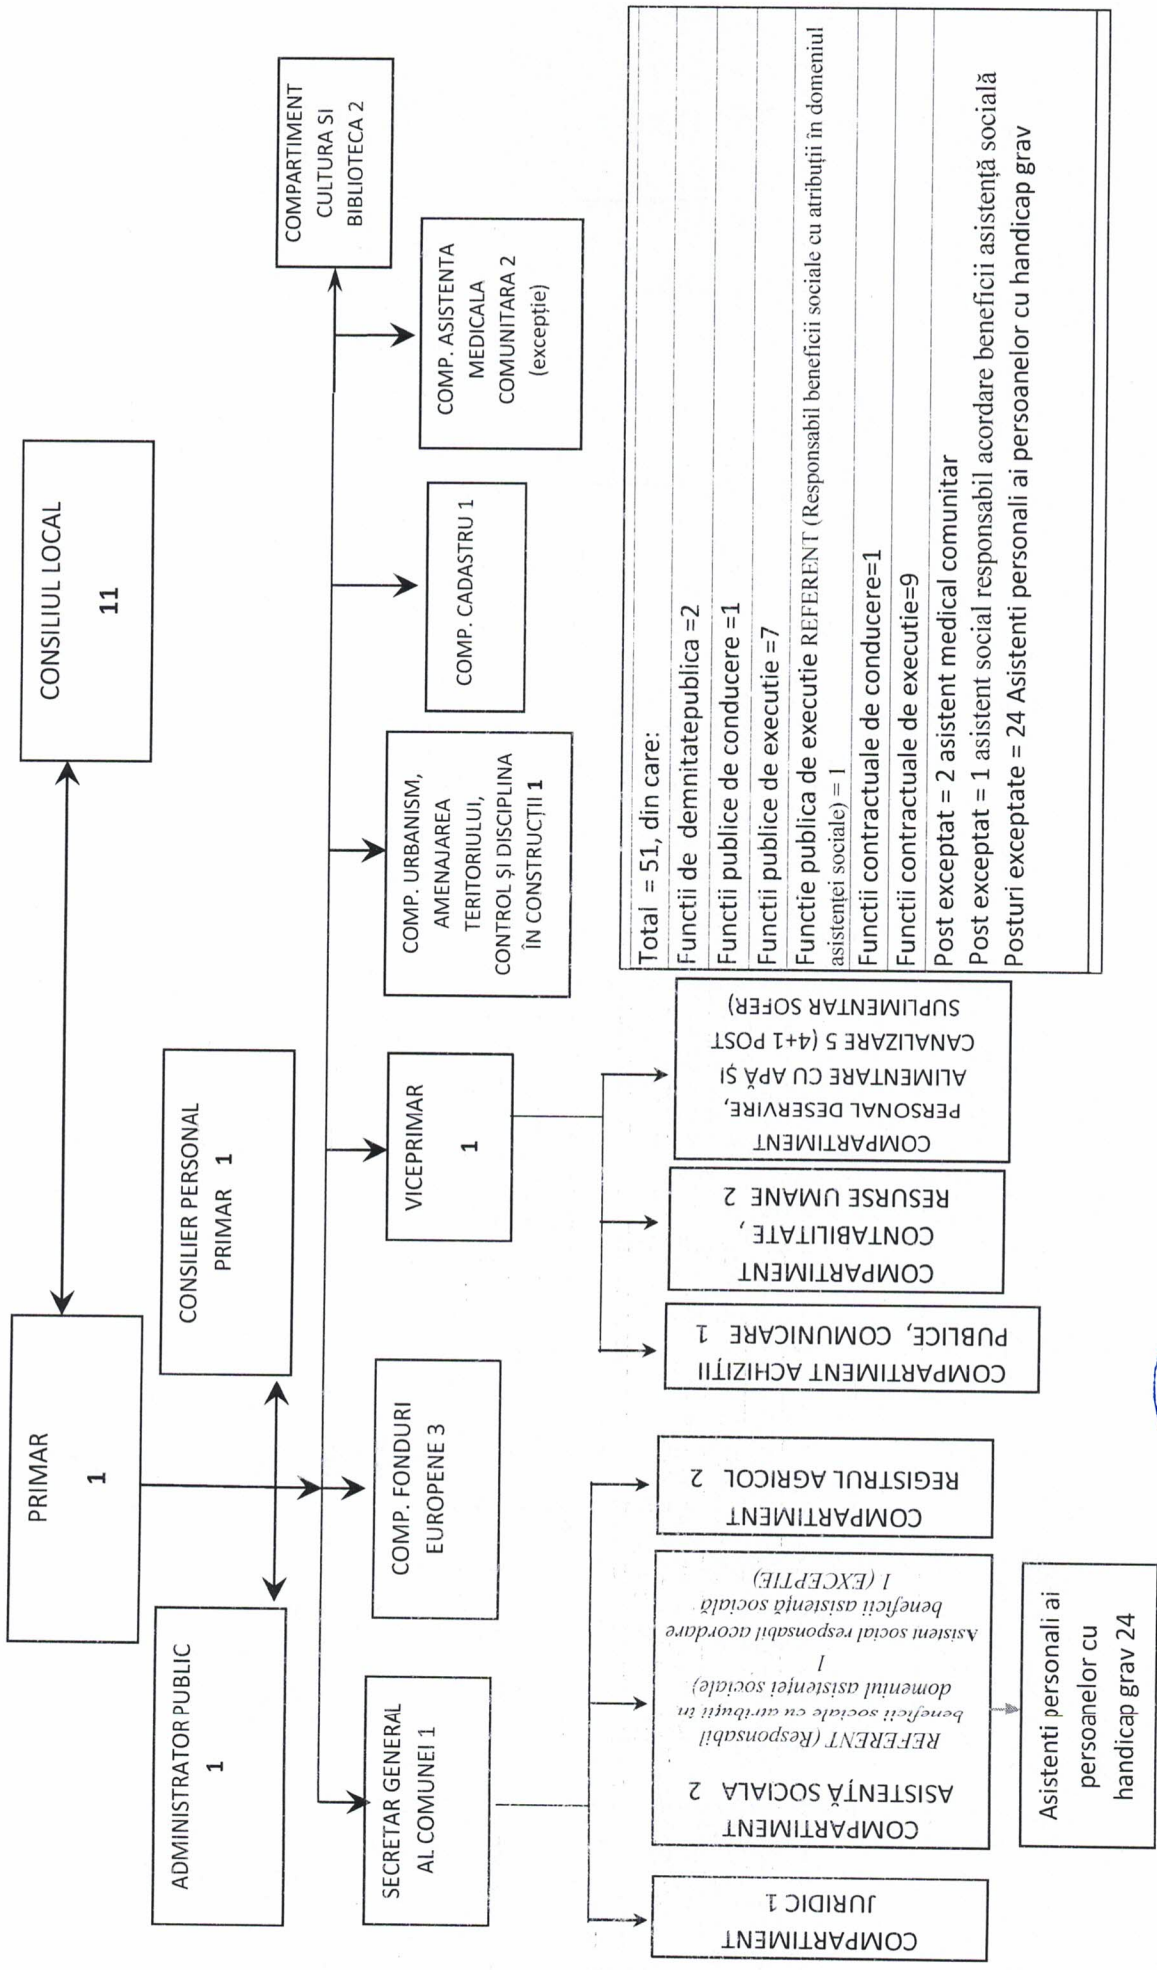 PRIMAR
1
CONSILIUL LOCAL
11
ADMINISTRATOR PUBLIC
1
CONSILIER PERSONAL
PRIMAR 1
SECRETAR GENERAL
AL COMUNEI 1
COMP. FONDURI
EUROPENE 3
VICEPRIMAR
1
COMP. URBANISM,
AMENAJAREA
TERITORIULUI,
CONTROL ȘI DISCIPLINA
ÎN CONSTRUCȚII 1
COMP. CADASTRU 1
COMP. ASISTENTA
MEDICALA
COMUNITARA 2
(excepție)
COMPARTIMENT
CULTURA SI
BIBLIOTECA 2
COMPARTIMENT
JURIDIC 1
COMPARTIMENT
ASISTENȚĂ SOCIALA 2
REFERENT (Responsabil
beneficii sociale cu atribuții în
domeniul asistenței sociale)
1
Asistent social responsabil acordare
beneficii asistență socială
1 (EXCEPTIE)
COMPARTIMENT
REGISTRUL AGRICOL 2
Asistenti personali ai
persoanelor cu
handicap grav 24
COMPARTIMENT ACHIZIȚII
PUBLICE, COMUNICARE 1
COMPARTIMENT
CONTABILITATE ,
RESURSE UMANE 2
COMPARTIMENT
PERSONAL DESERVIRE,
ALIMENTARE CU APĂ ȘI
CANALIZARE 5 (4+1 POST
SUPLIMENTAR SOFER)
Total = 51, din care:
Functii de demnitatepublica =2
Functii publice de conducere =1
Functii publice de executie =7
Functie publica de executie REFERENT (Responsabil beneficii sociale cu atribuții în domeniul
asistenței sociale) = 1
Functii contractuale de conducere=1
Functii contractuale de executie=9
Post exceptat = 2 asistent medical comunitar
Post exceptat = 1 asistent social responsabil acordare beneficii asistență socială
Posturi exceptate = 24 Asistenti personali ai persoanelor cu handicap grav